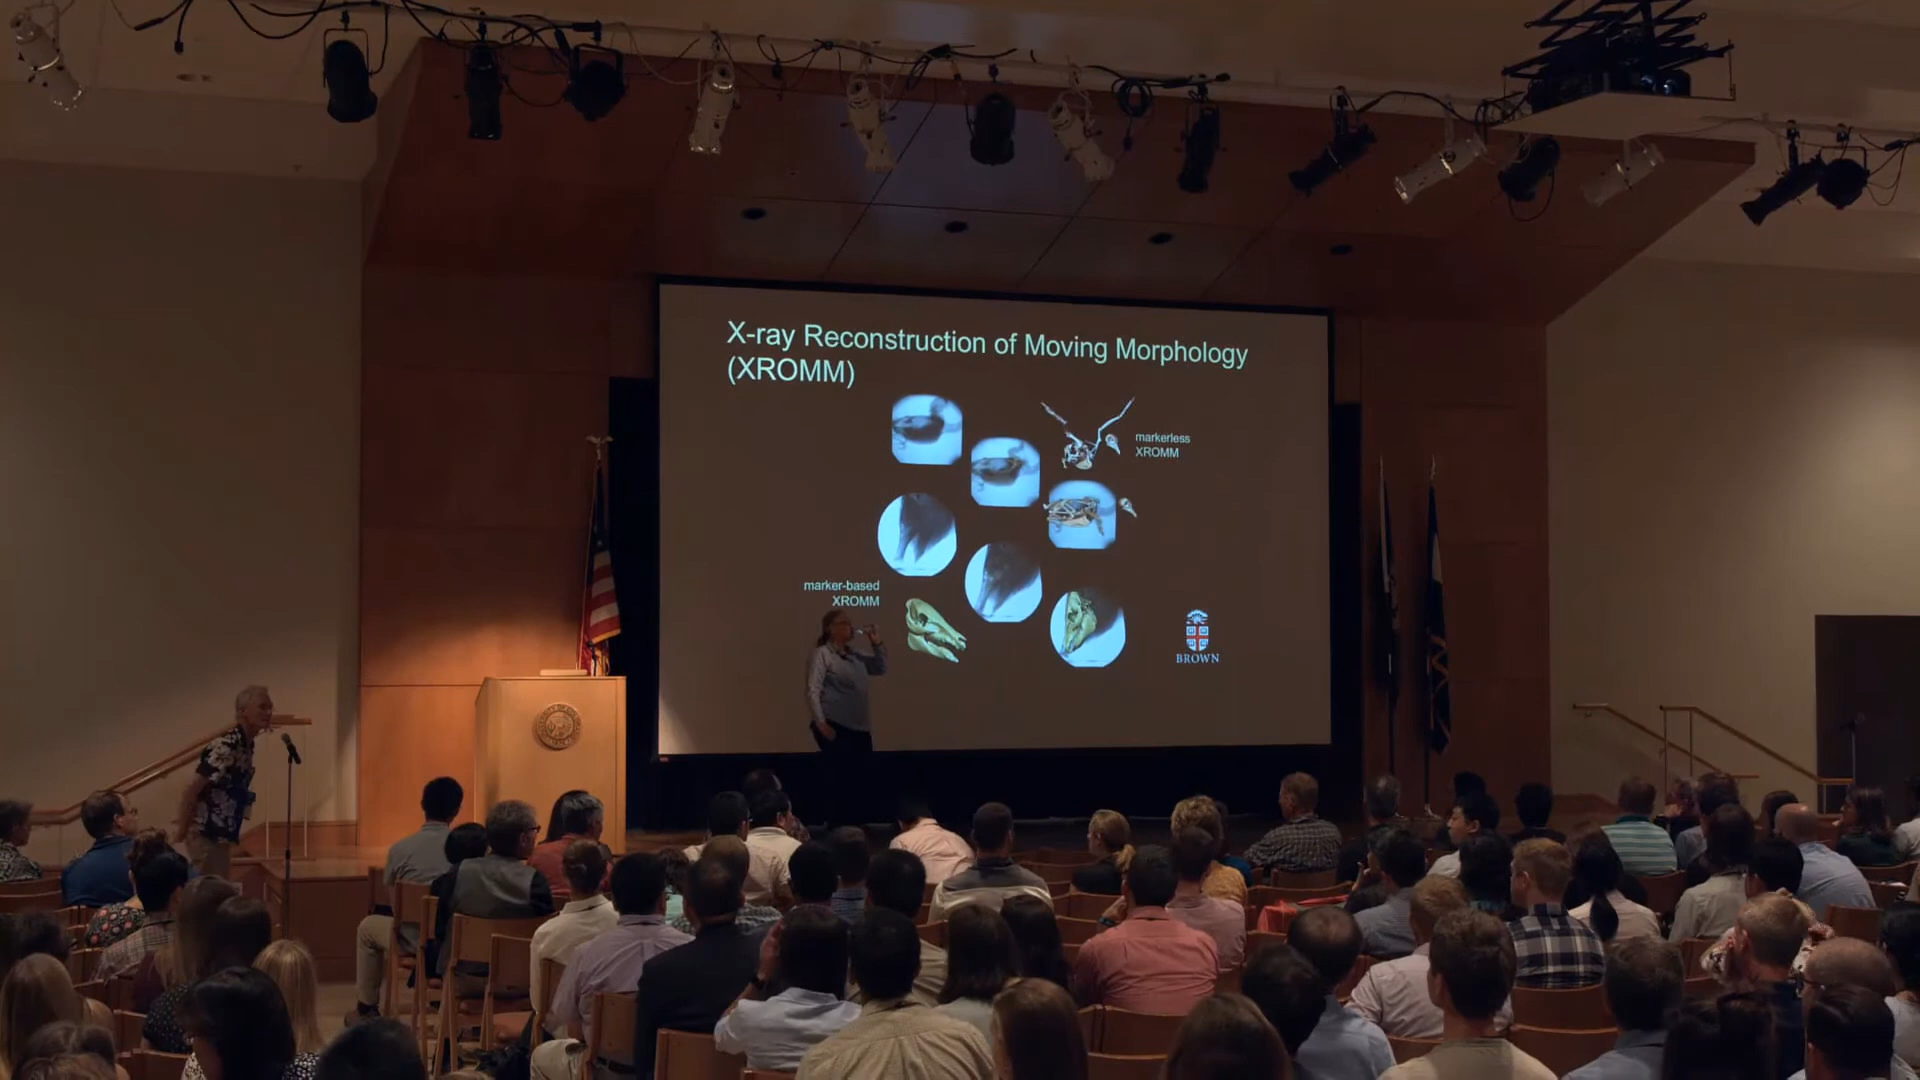 X-ray Reconstruction of Moving Morphology
(XROMM)
markerless
XROMM
marker-based
XROMM
BROWN